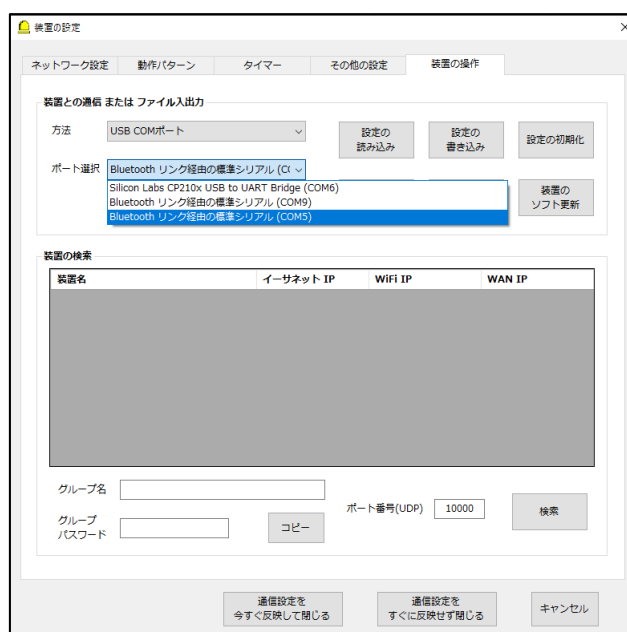 装置の設定
ネットワーク設定 動作パターン タイマー その他の設定 装置の操作
装置との通信 または ファイル入出力
方法 USB COMポート
設定の
読み込み
設定の
書き込み
設定の初期化
ポート選択 Bluetooth リンク経由の標準シリアル (CC
Silicon Labs CP210x USB to UART Bridge (COM6)
Bluetooth リンク経由の標準シリアル (COM9)
Bluetooth リンク経由の標準シリアル (COM5)
装置の
ソフト更新
装置の検索
装置名 イーサネット IP WiFi IP WAN IP
グループ名
グループ
パスワード
コピー
ポート番号(UDP) 10000
検索
通信設定を
今すぐ反映して閉じる
通信設定を
すぐに反映せず閉じる
キャンセル